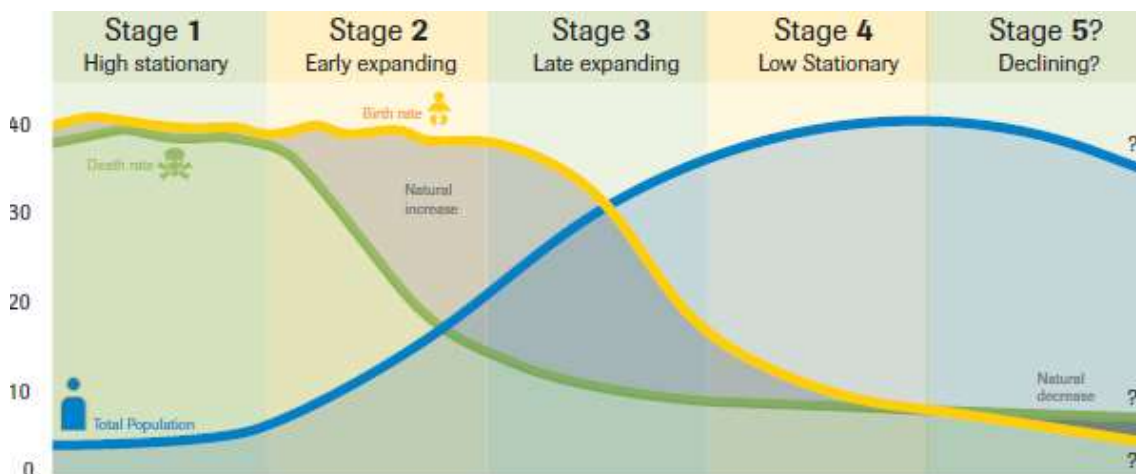 Stage 1
High stationary
Stage 2
Early expanding
Stage 3
Late expanding
Stage 4
Low Stationary
Stage 5?
Declining?
40
30
20
10
0
Birth rate
Death rate
Natural
increase
Total Population
Natural
decrease
?
?
?